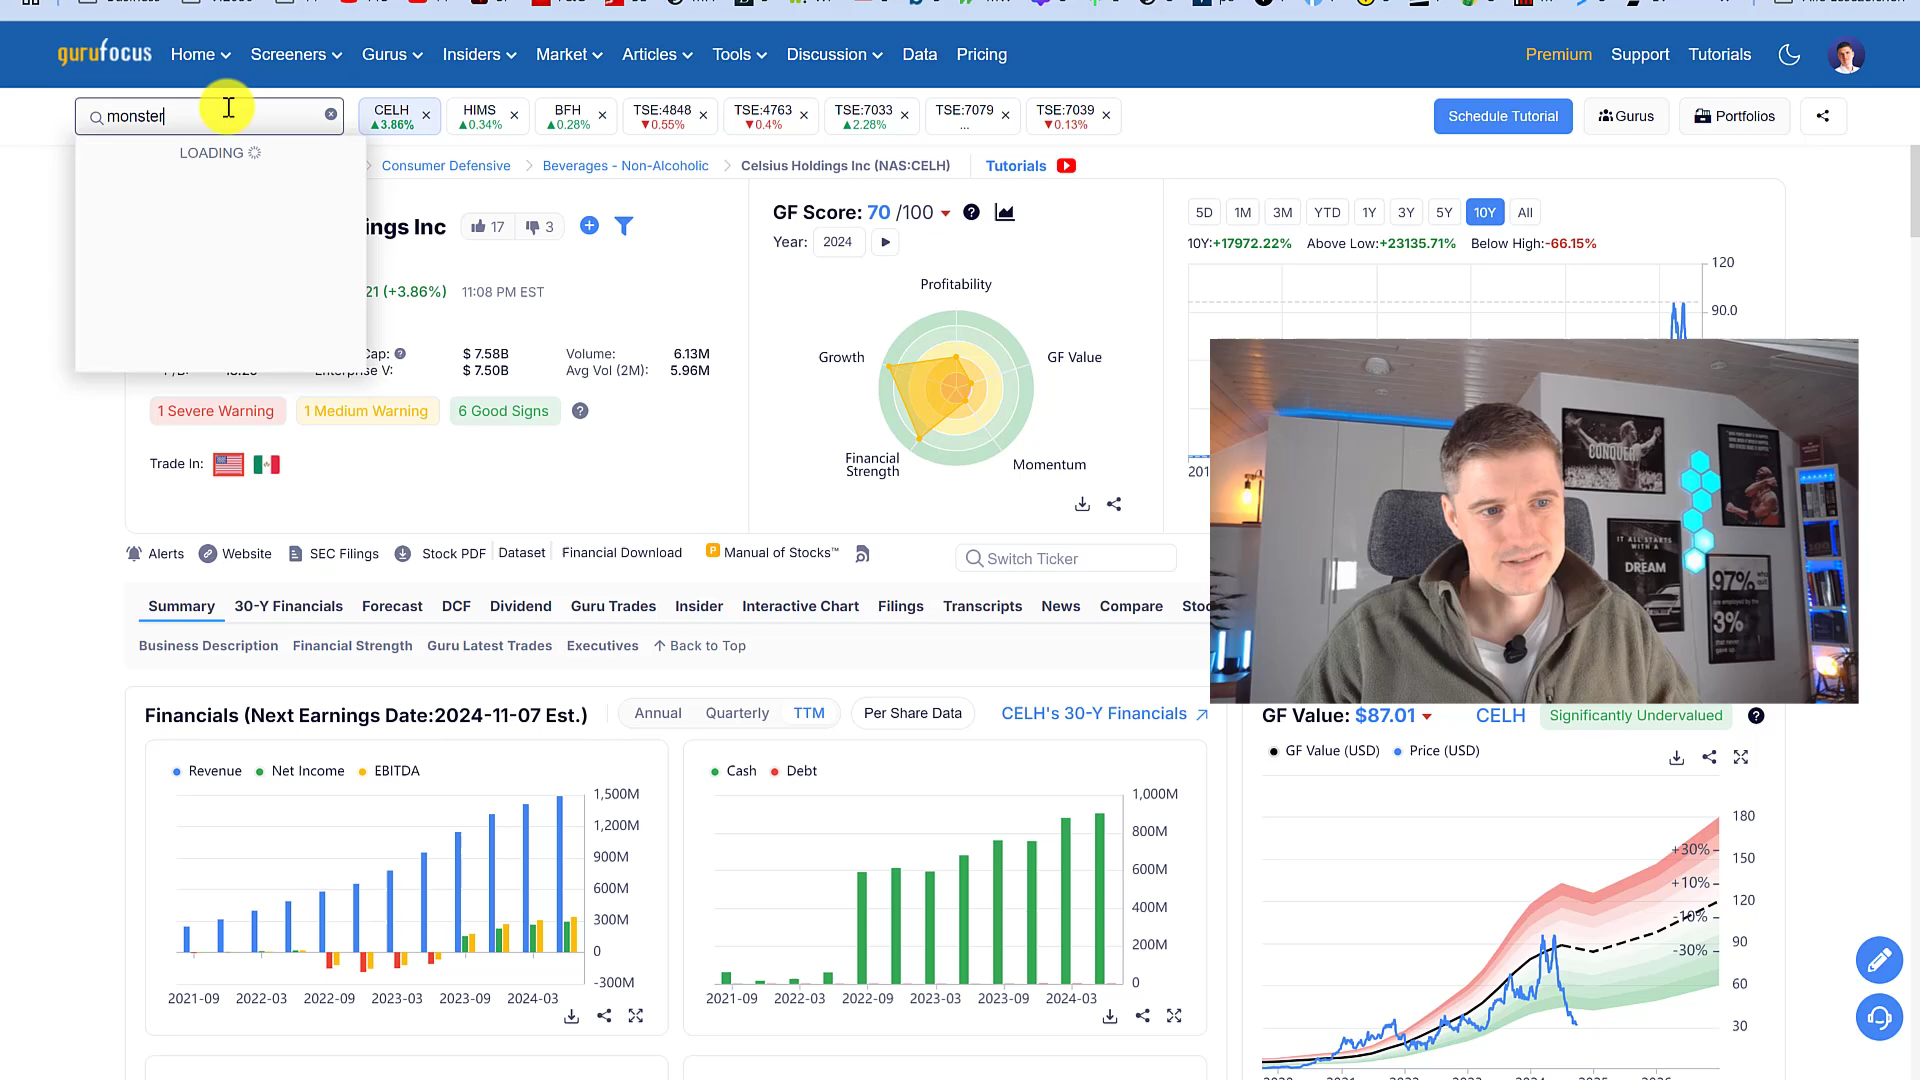 gurufocus Home Screeners Gurus Insiders Market Articles Tools Discussion Data Pricing Premium Support Tutorials
monster
CELH HIMS BFH TSE:4848 TSE:4763 TSE:7033 TSE:7079 TSE:7039
▲3.86% ▲0.34% ▲0.28% ▼0.55% ▼0.4% ▲2.28% ... ▼0.13%
Schedule Tutorial Gurus Portfolios
LOADING
Consumer Defensive > Beverages - Non-Alcoholic > Celsius Holdings Inc (NAS:CELH) Tutorials
ings Inc 17 3
21 (+3.86%) 11:08 PM EST
Cap: $ 7.58B Volume: 6.13M
Enterprise V: $ 7.50B Avg Vol (2M): 5.96M
1 Severe Warning 1 Medium Warning 6 Good Signs
Trade In:
GF Score: 70 /100
Year: 2024
Profitability
Growth
GF Value
Financial
Strength
Momentum
5D 1M 3M YTD 1Y 3Y 5Y 10Y All
10Y:+17972.22% Above Low:+23135.71% Below High:-66.15%
120
90.0
201
CONQUER
IT ALL STARTS
WITH A
DREAM
97%
3%
Alerts Website SEC Filings Stock PDF Dataset Financial Download Manual of Stocks™ Switch Ticker
Summary 30-Y Financials Forecast DCF Dividend Guru Trades Insider Interactive Chart Filings Transcripts News Compare Stoc
Business Description Financial Strength Guru Latest Trades Executives Back to Top
Financials (Next Earnings Date:2024-11-07 Est.) Annual Quarterly TTM Per Share Data CELH's 30-Y Financials
Revenue Net Income EBITDA
1,500M
1,200M
900M
600M
300M
0
-300M
2021-09 2022-03 2022-09 2023-03 2023-09 2024-03
Cash Debt
1,000M
800M
600M
400M
200M
0
2021-09 2022-03 2022-09 2023-03 2023-09 2024-03
GF Value: $87.01 CELH Significantly Undervalued
GF Value (USD) Price (USD)
180
+30%
150
+10%
120
-10%
90
-30%
60
30